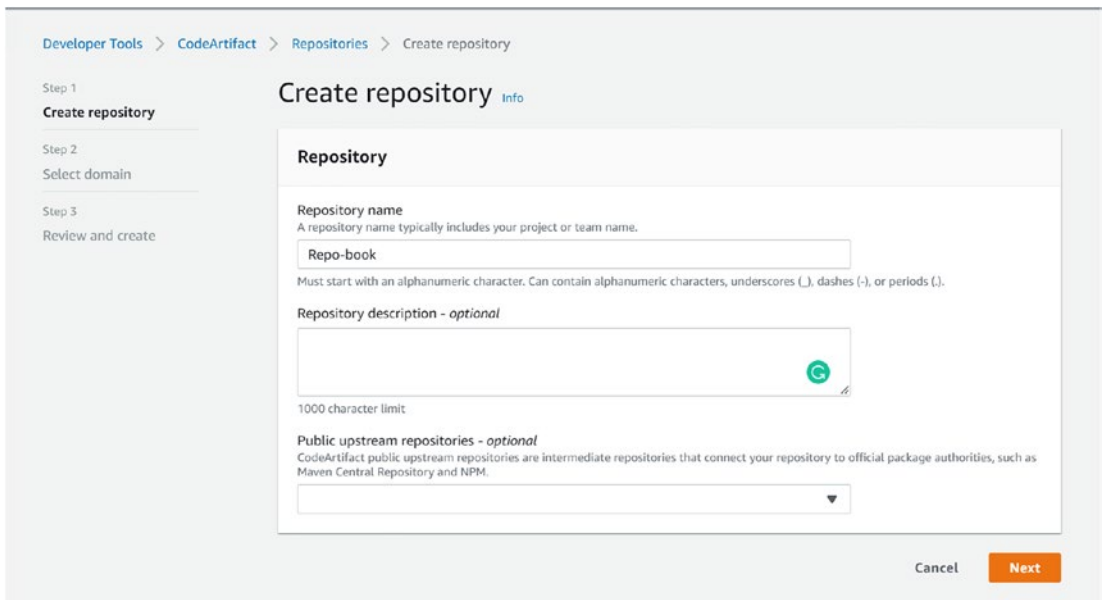 Developer Tools > CodeArtifact > Repositories > Create repository
Step 1
Create repository
Step 2
Select domain
Step 3
Review and create
Create repository Info
Repository
Repository name
A repository name typically includes your project or team name.
Repo-book
Must start with an alphanumeric character. Can contain alphanumeric characters, underscores (_), dashes (-), or periods (.).
Repository description - optional
1000 character limit
Public upstream repositories - optional
CodeArtifact public upstream repositories are intermediate repositories that connect your repository to official package authorities, such as
Maven Central Repository and NPM.
Cancel
Next